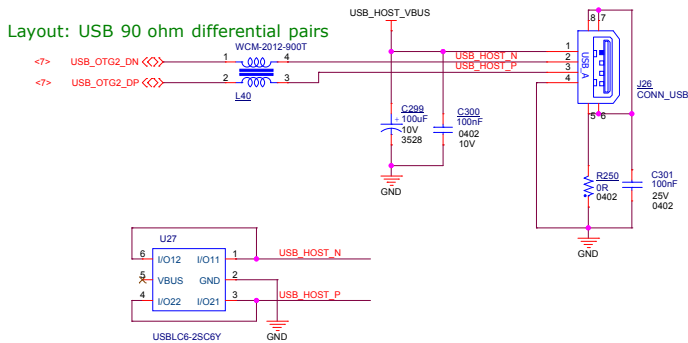 USB_HOST_VBUS
Layout: USB 90 ohm differential pairs
WCM-2012-900T
<7> USB_OTG2_DN 1 4 USB_HOST_N
<7> USB_OTG2_DP 2 3 USB_HOST_P
L40
8 7
1
2
3
4
USB_A
J26
CONN_USB
5 6
C299
+ 100uF
10V
3528
C300
100nF
0402
10V
GND
R250
0R
0402
C301
100nF
25V
0402
GND
U27
6 I/O12 I/O11 1 USB_HOST_N
5 VBUS GND 2
4 I/O22 I/O21 3 USB_HOST_P
USBLC6-2SC6Y
GND